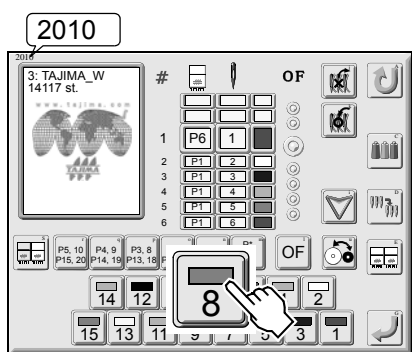 2010
2010
3: TAJIMA_W
14117 st.
www.tajima.com
TAJIMA
# OF
1 P6 1
2 P1 2
3 P1 3
4 P1 4
5 P1 5
6 P1 6
P5, 10 P4, 9 P3, 8 OF
P15, 20 P14, 19 P13, 18
14 12 2
8
15 13 11 9 7 5 3 1